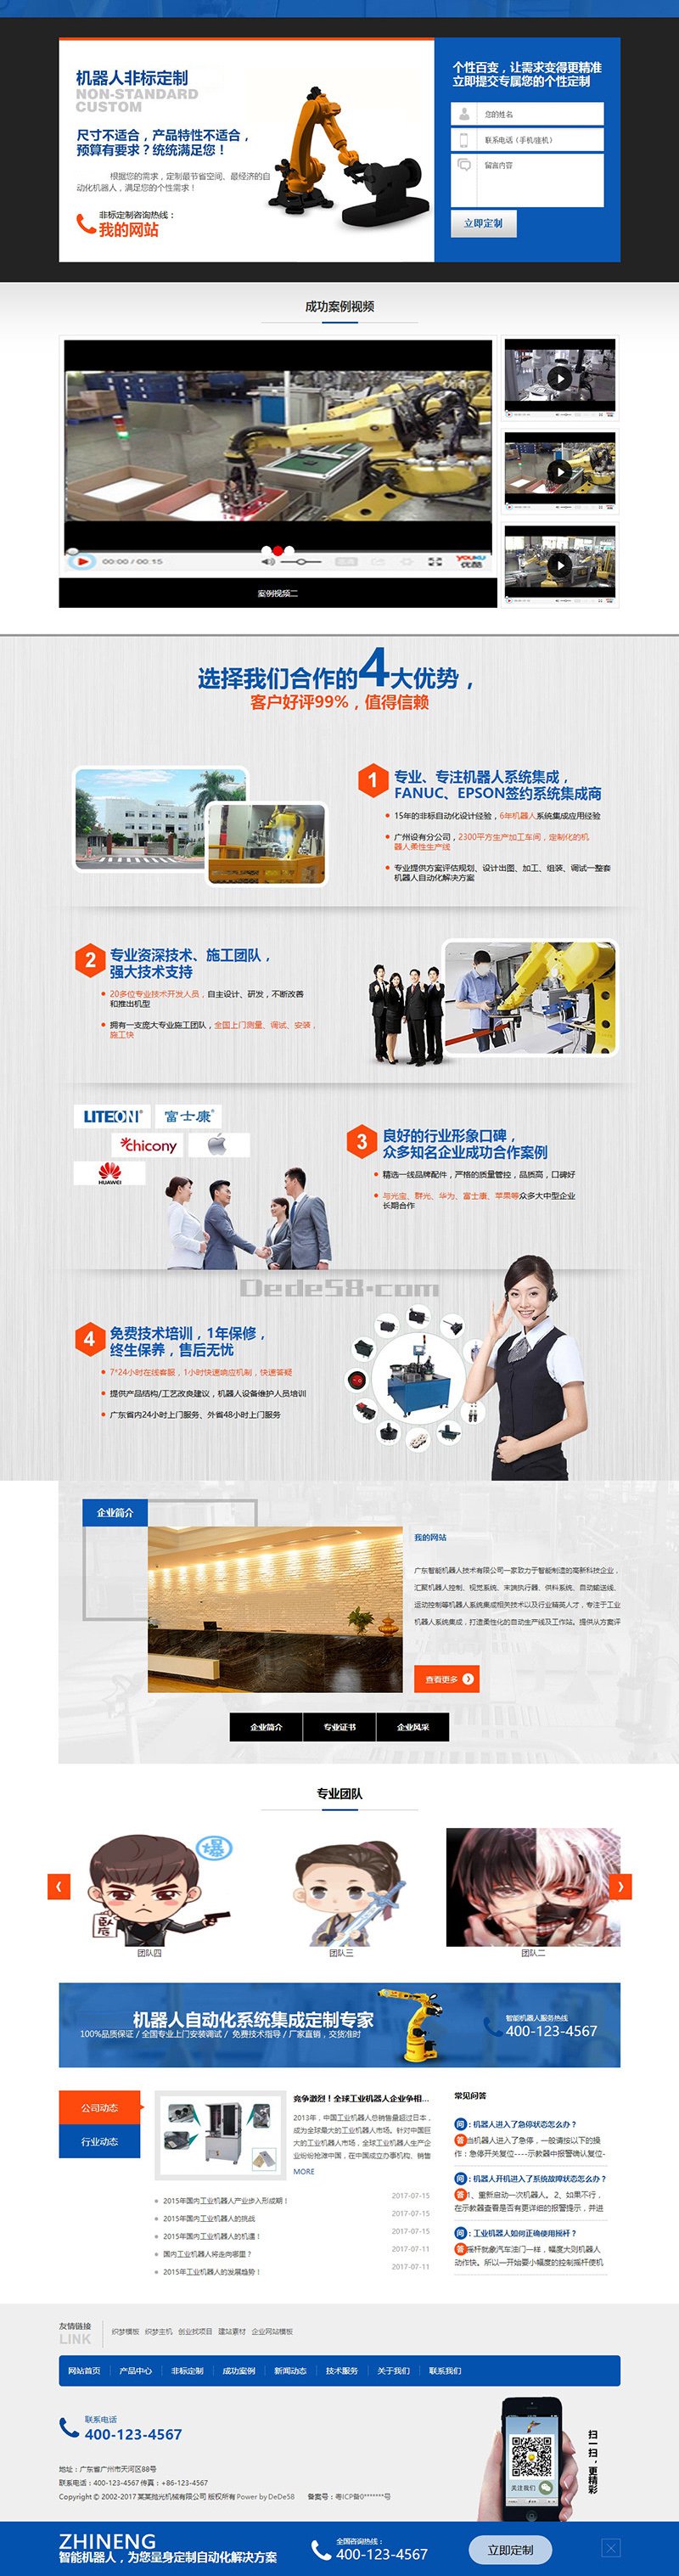 机器人非标定制
NON-STANDARD
CUSTOM
尺寸不适合，产品特性不适合，
预算有要求？统统满足您！
根据您的需求，定制最节省空间、最经济的自
动化机器人，满足您的个性需求！
非标定制咨询热线：
我的网站
个性百变，让需求变得更精准
立即提交专属您的个性定制
您的姓名
联系电话（手机/座机）
留言内容
立即定制
成功案例视频
00:00 / 00:15
YOUKU
优酷
案例视频二
选择我们合作的4大优势，
客户好评99%，值得信赖
1
专业、专注机器人系统集成，
FANUC、EPSON签约系统集成商
15年的非标自动化设计经验，6年机器人系统集成应用经验
广州设有分公司，2300平方生产加工车间，定制化的机
器人柔性生产线
专业提供方案评估规划、设计出图、加工、组装、调试一整套
机器人自动化解决方案
2
专业资深技术、施工团队，
强大技术支持
20多位专业技术开发人员，自主设计、研发，不断改善
和推出机型
拥有一支庞大专业施工团队，全国上门测量、调试、安装，
施工快
LITEON 富士康
chicony
HUAWEI
3
良好的行业形象口碑，
众多知名企业成功合作案例
精选一线品牌配件，严格的质量管控，品质高，口碑好
与光宝、群光、华为、富士康、苹果等众多大中型企业
长期合作
Dede58.com
4
免费技术培训，1年保修，
终生保养，售后无忧
7*24小时在线客服，1小时快速响应机制，快速答疑
提供产品结构/工艺改良建议，机器人设备维护人员培训
广东省内24小时上门服务、外省48小时上门服务
企业简介
我的网站
广东智能机器人技术有限公司一家致力于智能制造的高新科技企业，
汇聚机器人控制、视觉系统、末端执行器、供料系统、自动输送线、
运动控制等机器人系统集成相关技术以及行业精英人才，专注于工业
机器人系统集成，打造柔性化的自动生产线及工作站。提供从方案评
查看更多
企业简介 专业证书 企业风采
专业团队
爆
卧底
团队四 团队三 团队二
机器人自动化系统集成定制专家
100%品质保证 / 全国专业上门安装调试 / 免费技术指导 / 厂家直销，交货准时
智能机器人服务热线
400-123-4567
公司动态
行业动态
竞争激烈！全球工业机器人企业争相...
2013年，中国工业机器人总销售量超过日本，
成为全球最大的工业机器人市场。针对中国巨
大的工业机器人市场，全球工业机器人生产企
业纷纷抢滩中国，在中国成立办事机构、销售
MORE
2017-07-15
2015年国内工业机器人产业步入形成期！ 2017-07-15
2015年国内工业机器人的挑战 2017-07-15
2015年国内工业机器人的机遇！ 2017-07-11
国内工业机器人将走向哪里？ 2017-07-11
2015年工业机器人的发展趋势！
常见问答
问：机器人进入了急停状态怎么办？
答当机器人进入了急停，一般请按以下的操
作：急停开关复位----示教器中报警确认复位-
问：机器人开机进入了系统故障状态怎么办？
答1、重新启动一次机器人。 2、如果不行，
在示教器查看是否有更详细的报警提示，并进
问：工业机器人如何正确使用摇杆？
答摇杆就象汽车油门一样，幅度大则机器人
动作快。所以一开始要小幅度的控制摇杆使机
友情链接
LINK
织梦模板 织梦主机 创业找项目 建站素材 企业网站模板
网站首页 产品中心 非标定制 成功案例 新闻动态 技术服务 关于我们 联系我们
联系电话
400-123-4567
地址：广东省广州市天河区88号
联系电话：400-123-4567 传真：+86-123-4567
Copyright © 2002-2017 某某抛光机械有限公司 版权所有 Power by DeDe58 备案号：粤ICP备0*******号
关注我们
扫一扫，更精彩
ZHINENG
智能机器人，为您量身定制自动化解决方案
全国咨询热线：
400-123-4567
立即定制